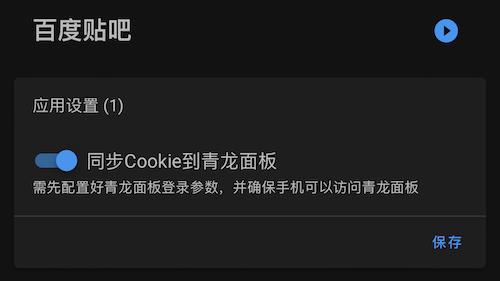 百度贴吧
应用设置 (1)
同步Cookie到青龙面板
需先配置好青龙面板登录参数，并确保手机可以访问青龙面板
保存